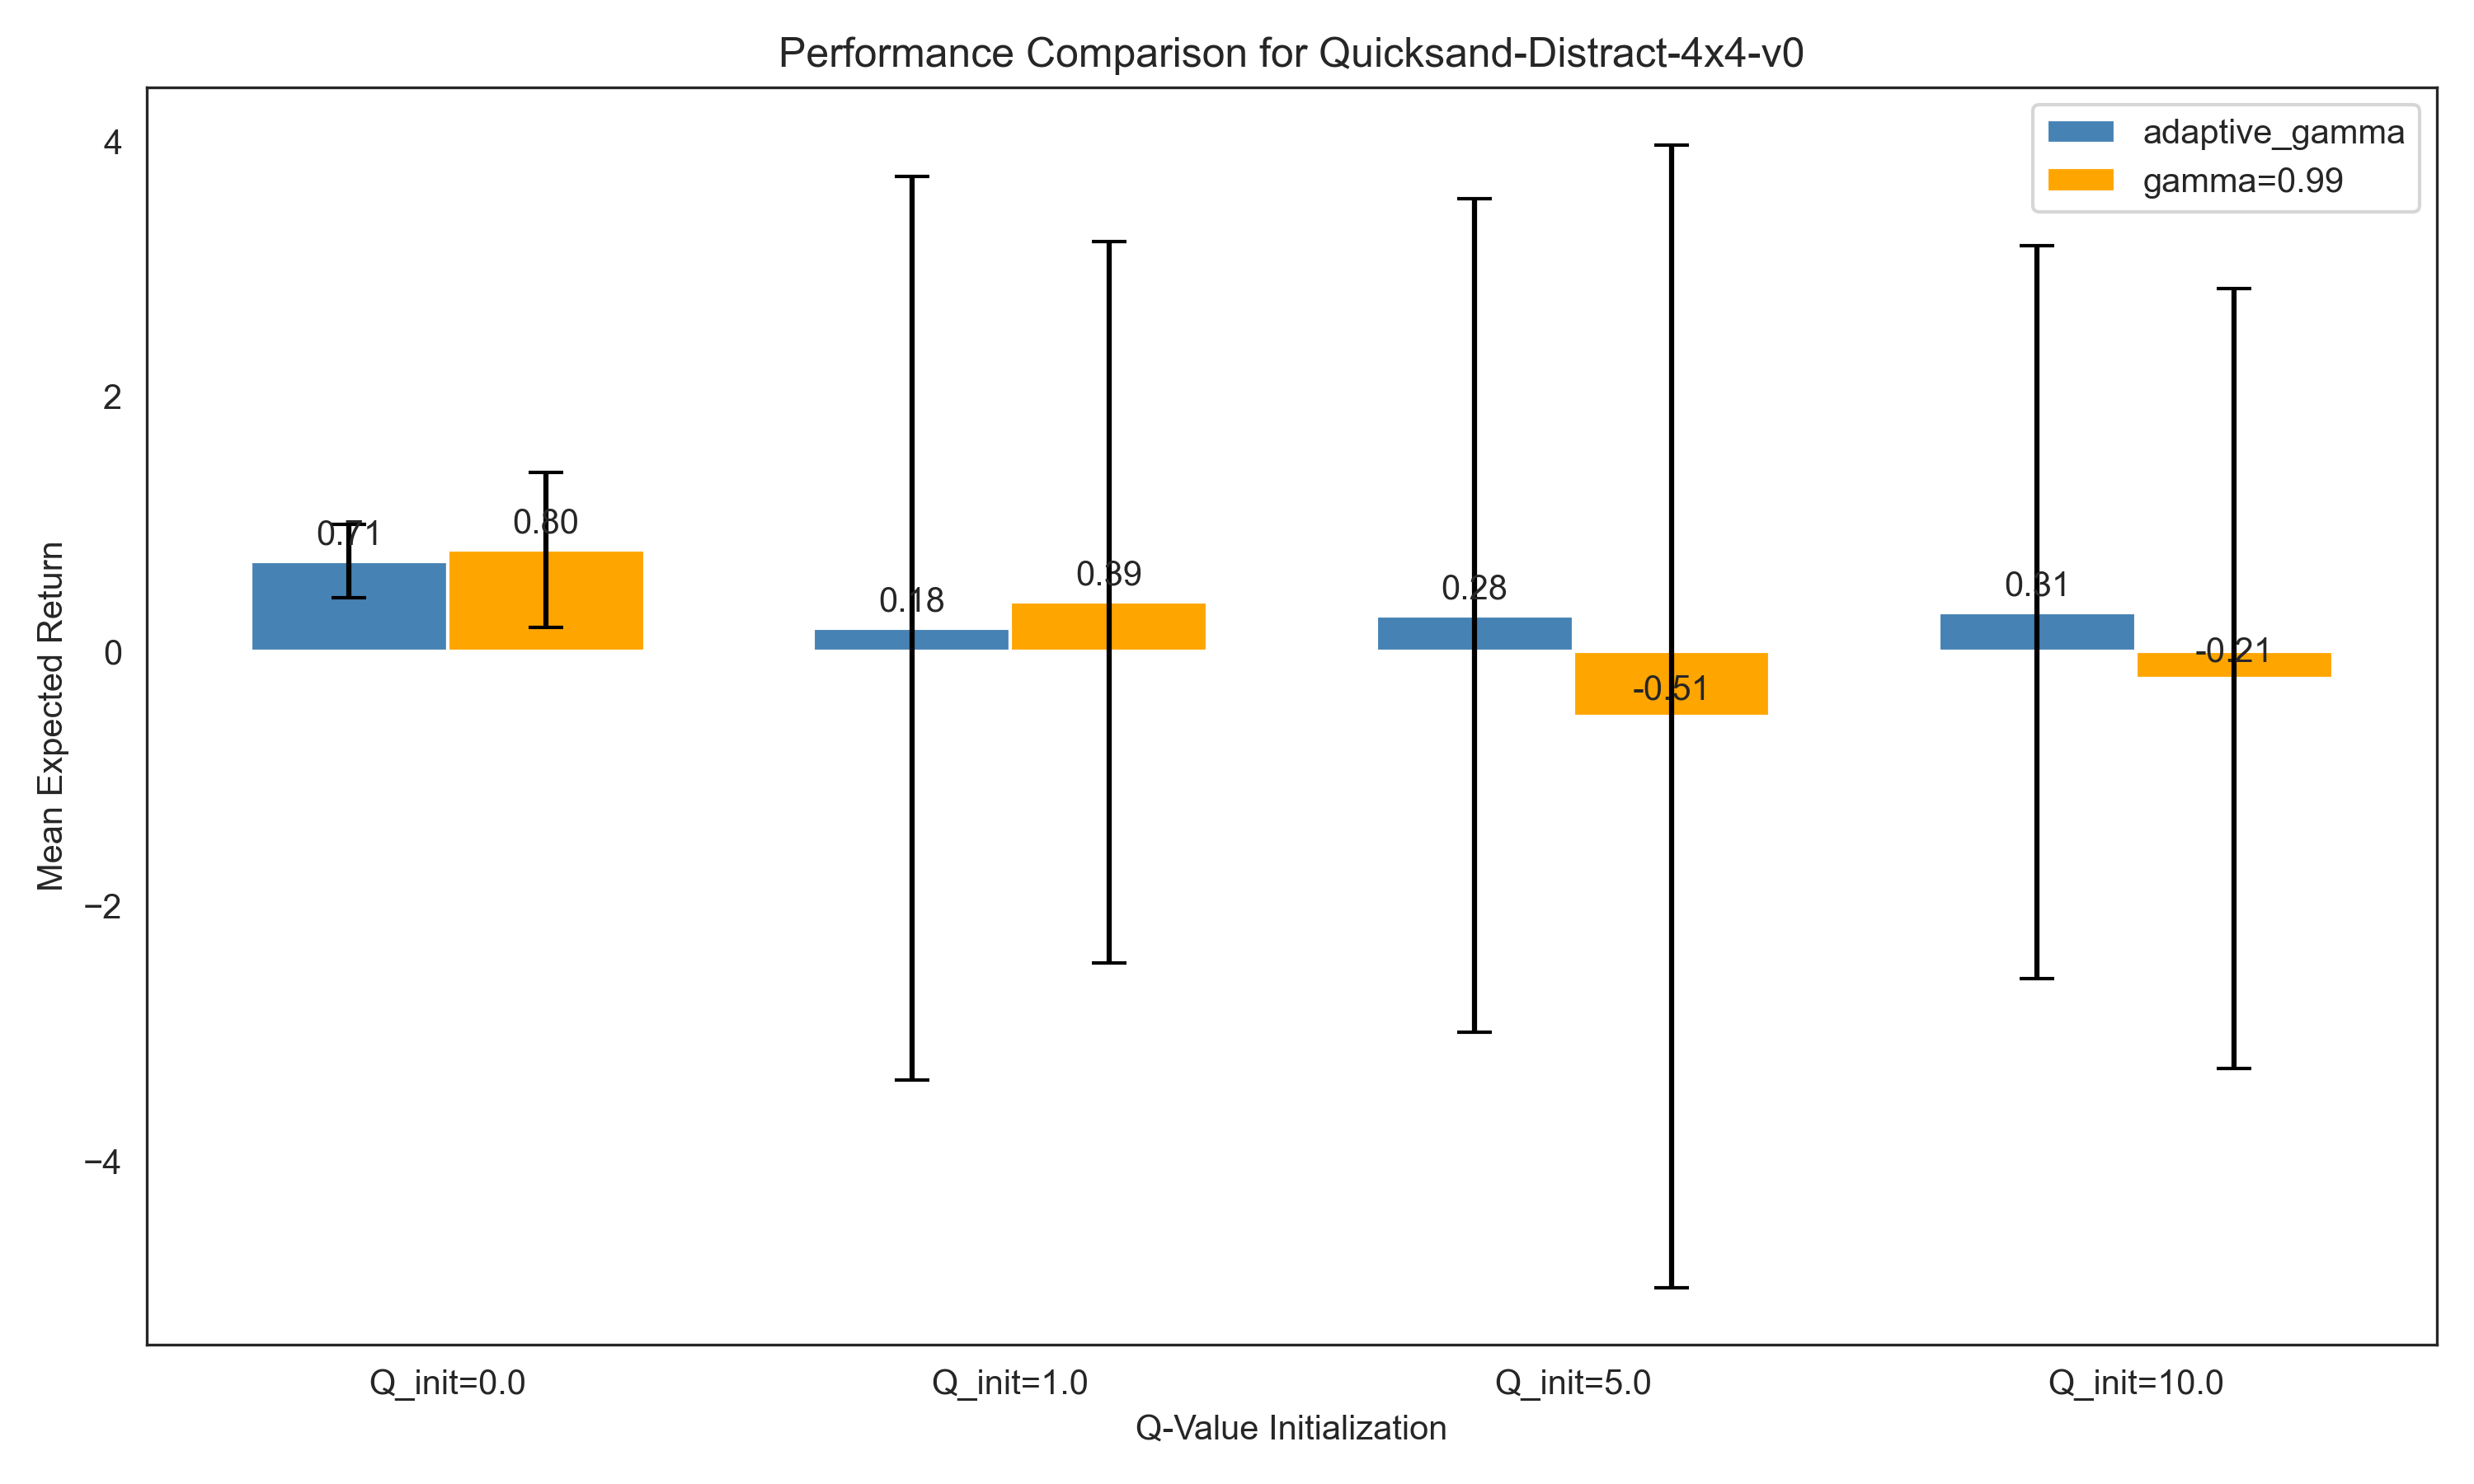 Performance Comparison for Quicksand-Distract-4x4-v0
adaptive_gamma
gamma=0.99
4
2
0
−2
−4
Mean Expected Return
0.71
0.80
0.18
0.39
0.28
-0.51
0.31
-0.21
Q_init=0.0
Q_init=1.0
Q_init=5.0
Q_init=10.0
Q-Value Initialization